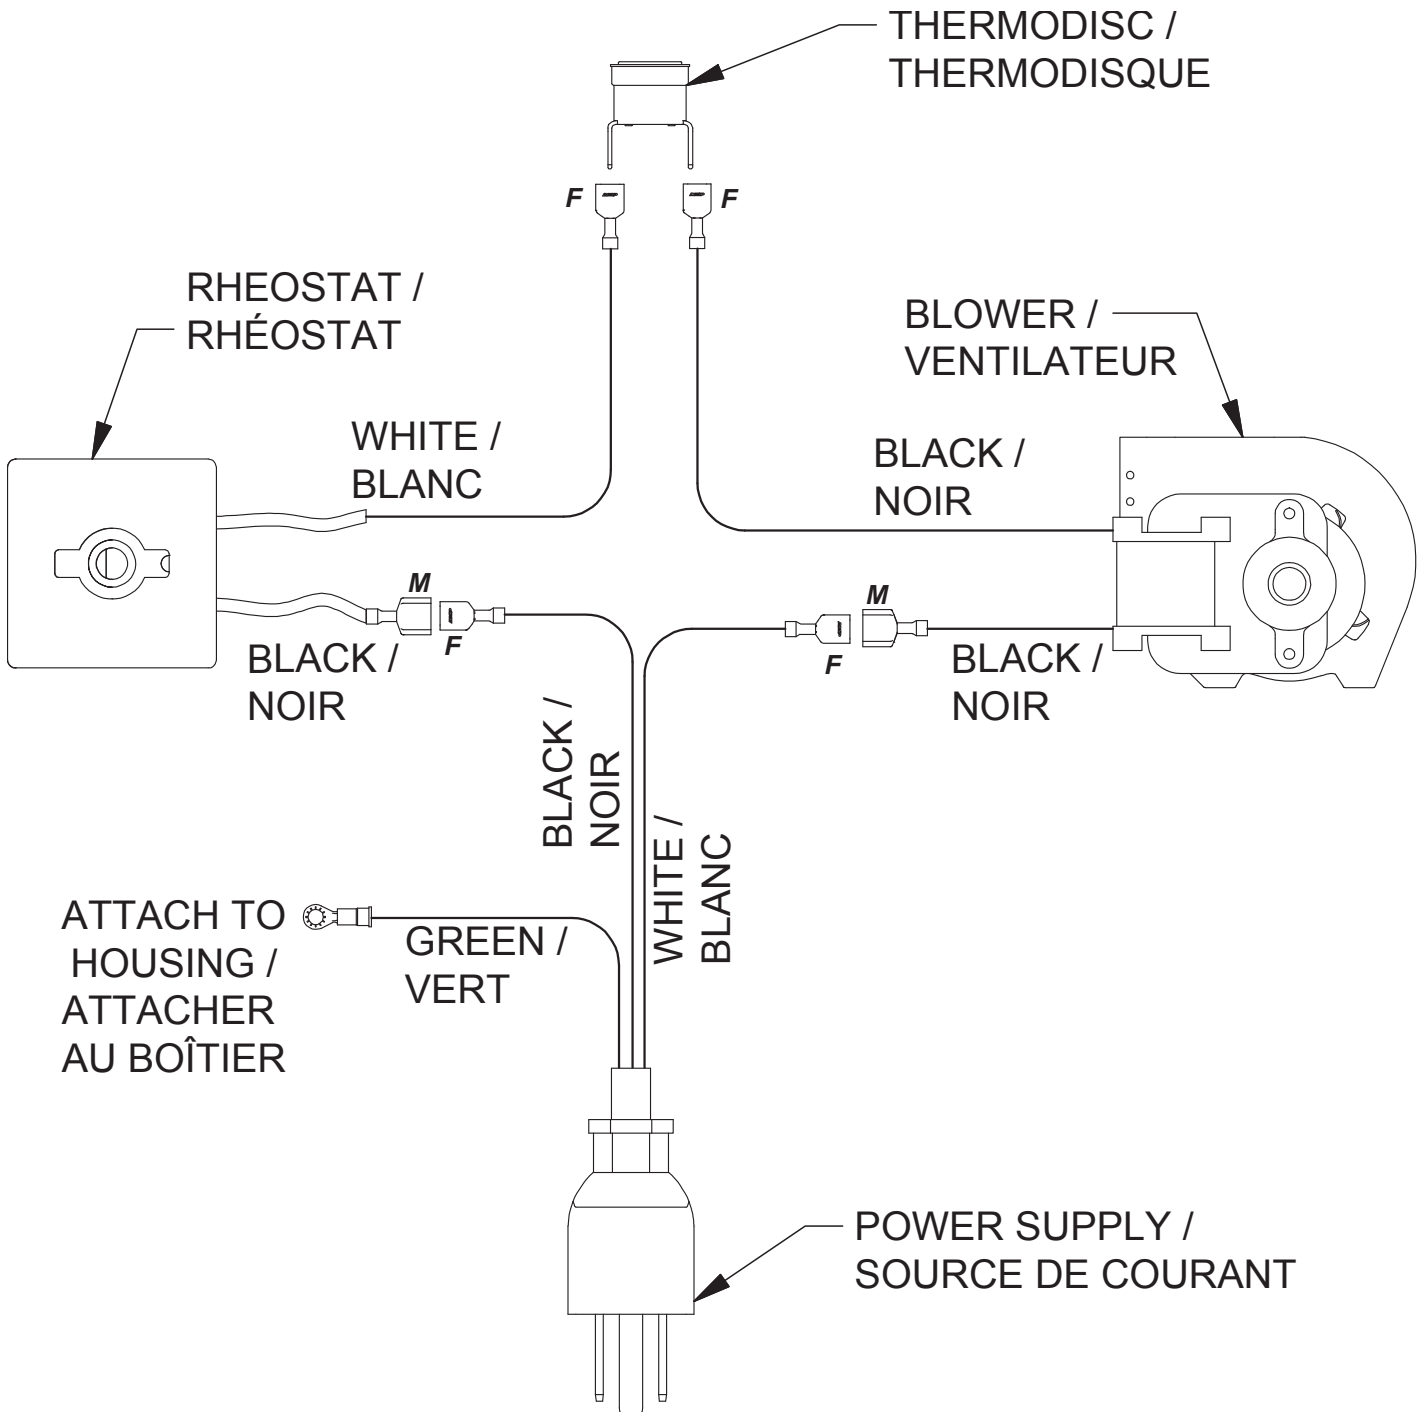 THERMODISC /
THERMODISQUE
F
F
RHEOSTAT /
RHÉOSTAT
BLOWER /
VENTILATEUR
WHITE /
BLANC
BLACK /
NOIR
M
F
M
F
BLACK /
NOIR
BLACK /
NOIR
BLACK /
NOIR
WHITE /
BLANC
ATTACH TO
HOUSING /
ATTACHER
AU BOÎTIER
GREEN /
VERT
POWER SUPPLY /
SOURCE DE COURANT